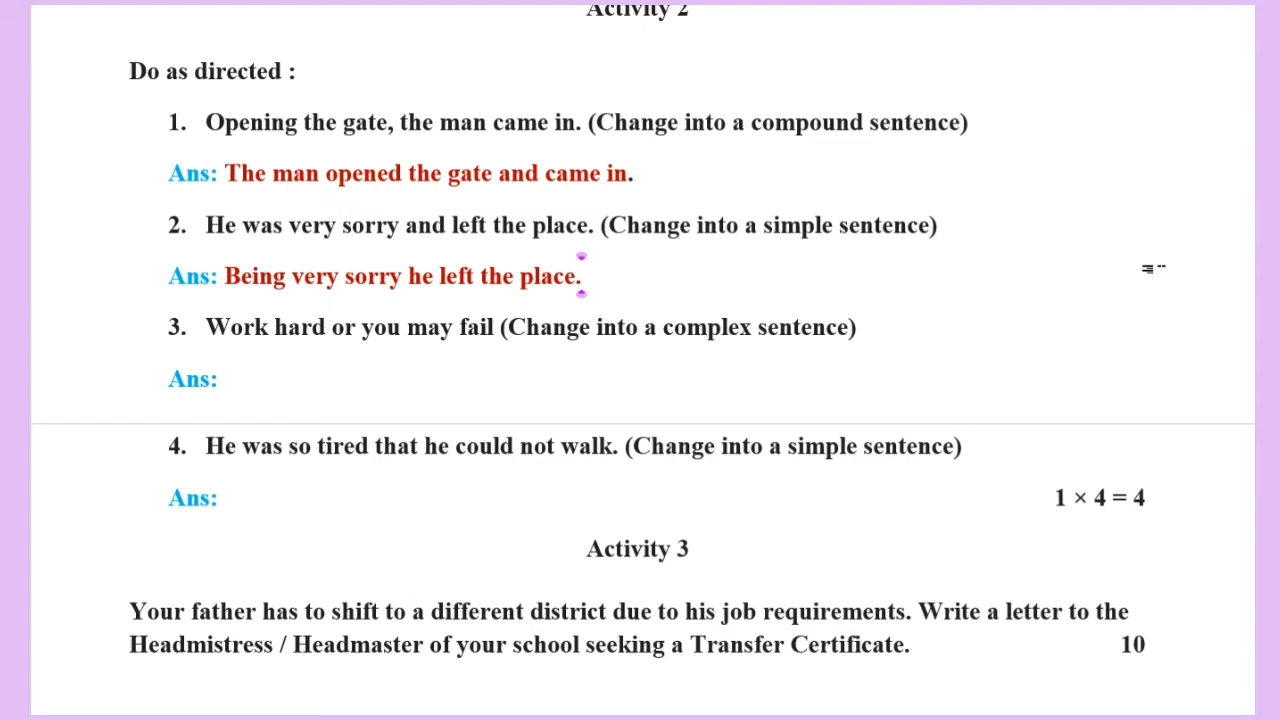 Activity 2
Do as directed :
1. Opening the gate, the man came in. (Change into a compound sentence)
Ans: The man opened the gate and came in.
2. He was very sorry and left the place. (Change into a simple sentence)
Ans: Being very sorry he left the place.
3. Work hard or you may fail (Change into a complex sentence)
Ans:
4. He was so tired that he could not walk. (Change into a simple sentence)
Ans: 1 × 4 = 4
Activity 3
Your father has to shift to a different district due to his job requirements. Write a letter to the
Headmistress / Headmaster of your school seeking a Transfer Certificate. 10